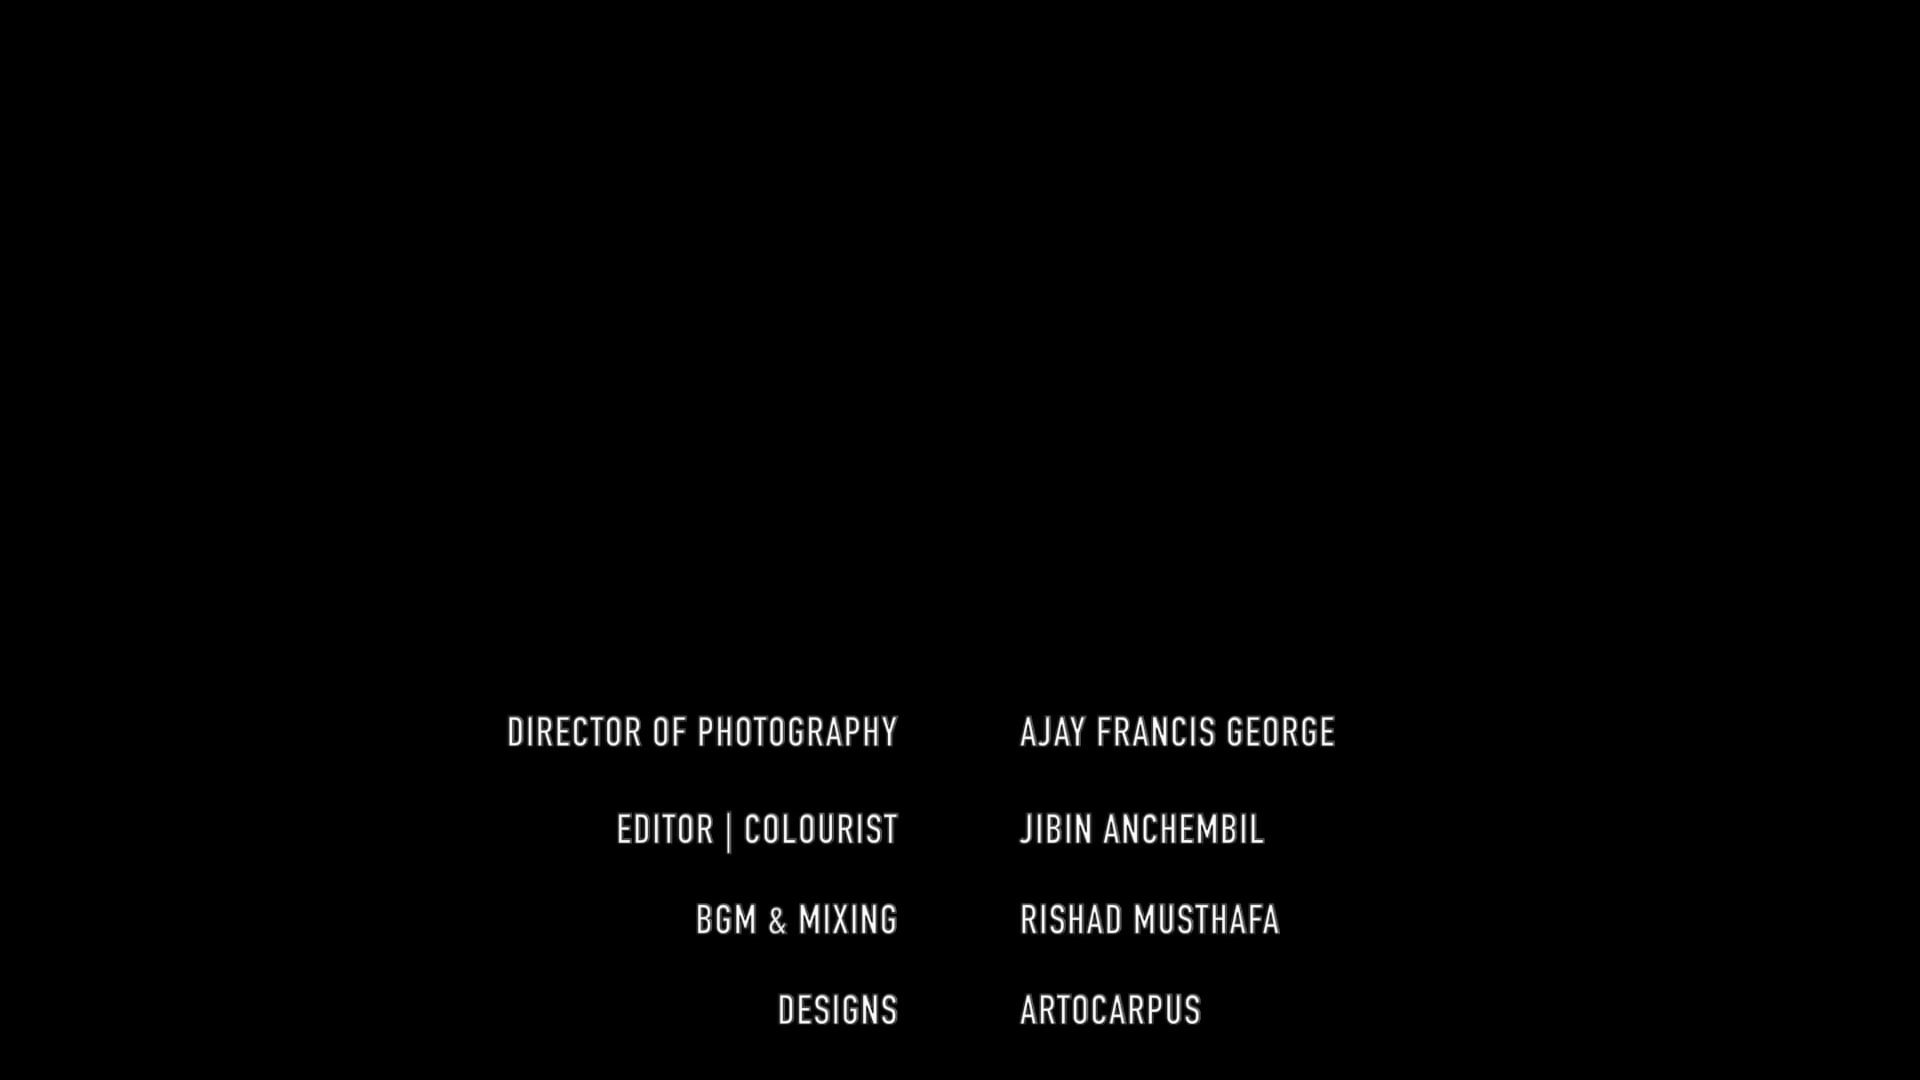 DIRECTOR OF PHOTOGRAPHY AJAY FRANCIS GEORGE
EDITOR | COLOURIST JIBIN ANCHEMBIL
BGM & MIXING RISHAD MUSTHAFA
DESIGNS ARTOCARPUS